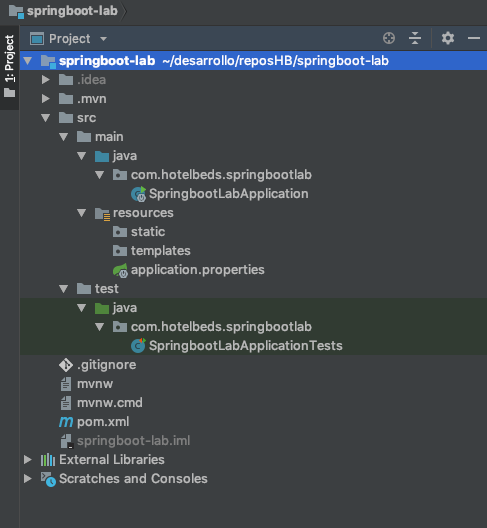 springboot-lab
1: Project
Project
springboot-lab ~/desarrollo/reposHB/springboot-lab
.idea
.mvn
src
main
java
com.hotelbeds.springbootlab
SpringbootLabApplication
resources
static
templates
application.properties
test
java
com.hotelbeds.springbootlab
SpringbootLabApplicationTests
.gitignore
mvnw
mvnw.cmd
pom.xml
springboot-lab.iml
External Libraries
Scratches and Consoles